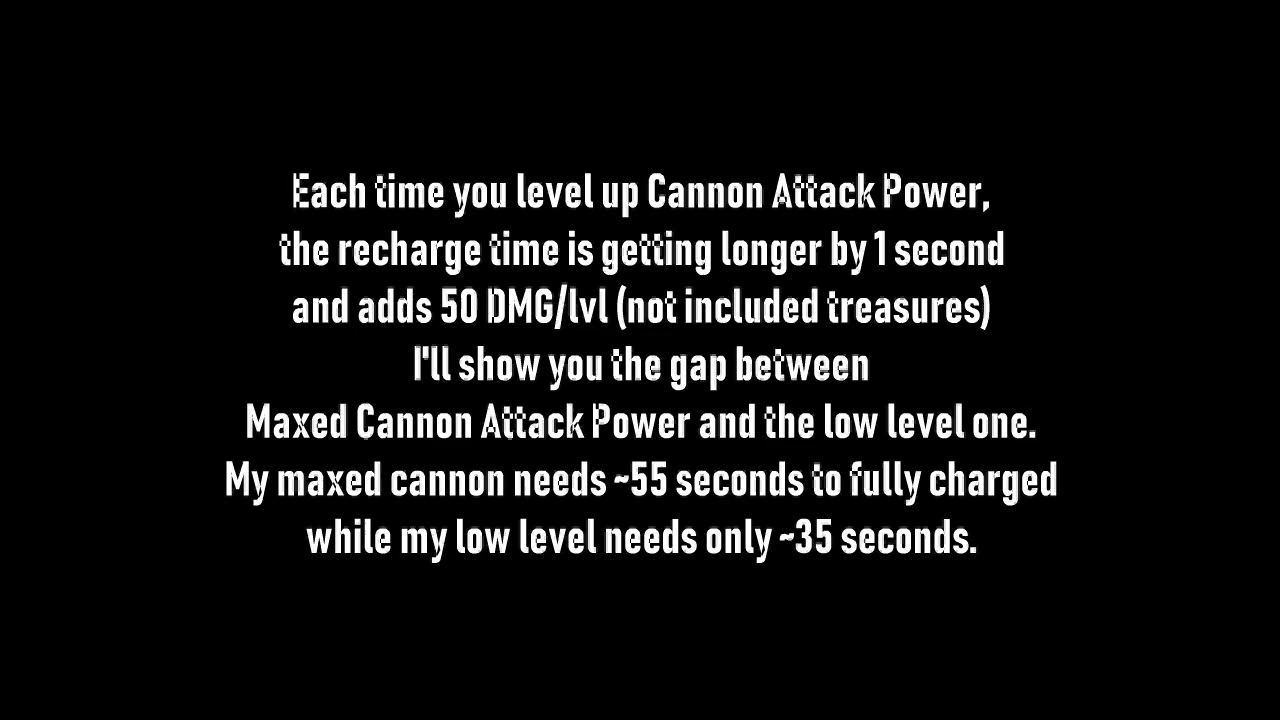 Each time you level up Cannon Attack Power,
the recharge time is getting longer by 1 second
and adds 50 DMG/lvl (not included treasures)
I'll show you the gap between
Maxed Cannon Attack Power and the low level one.
My maxed cannon needs ~55 seconds to fully charged
while my low level needs only ~35 seconds.